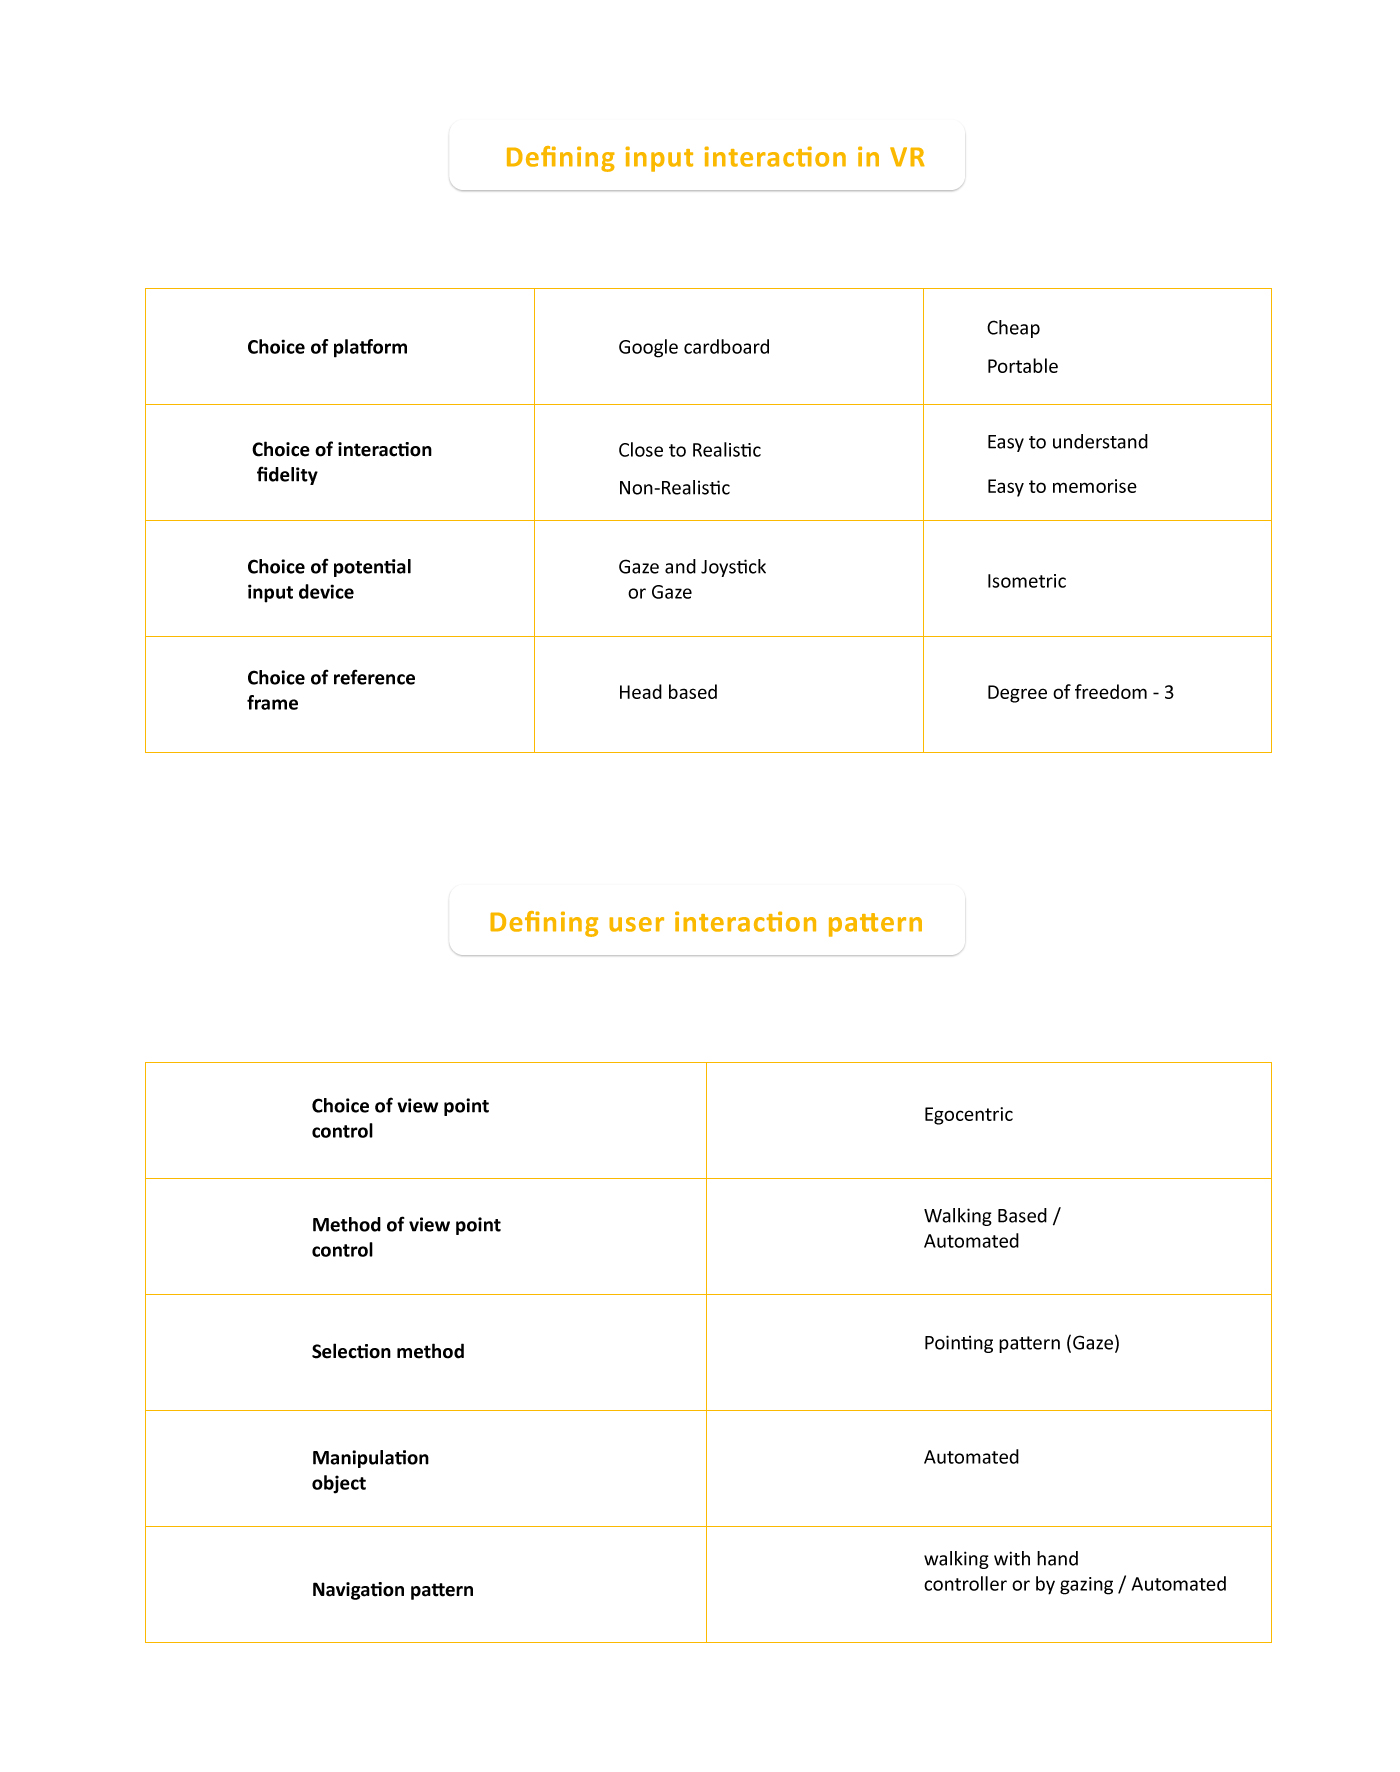 Defining input interaction in VR
Choice of platform
Google cardboard
Cheap
Portable
Choice of interaction
fidelity
Close to Realistic
Non-Realistic
Easy to understand
Easy to memorise
Choice of potential
input device
Gaze and Joystick
or Gaze
Isometric
Choice of reference
frame
Head based
Degree of freedom - 3
Defining user interaction pattern
Choice of view point
control
Egocentric
Method of view point
control
Walking Based /
Automated
Selection method
Pointing pattern (Gaze)
Manipulation
object
Automated
Navigation pattern
walking with hand
controller or by gazing / Automated